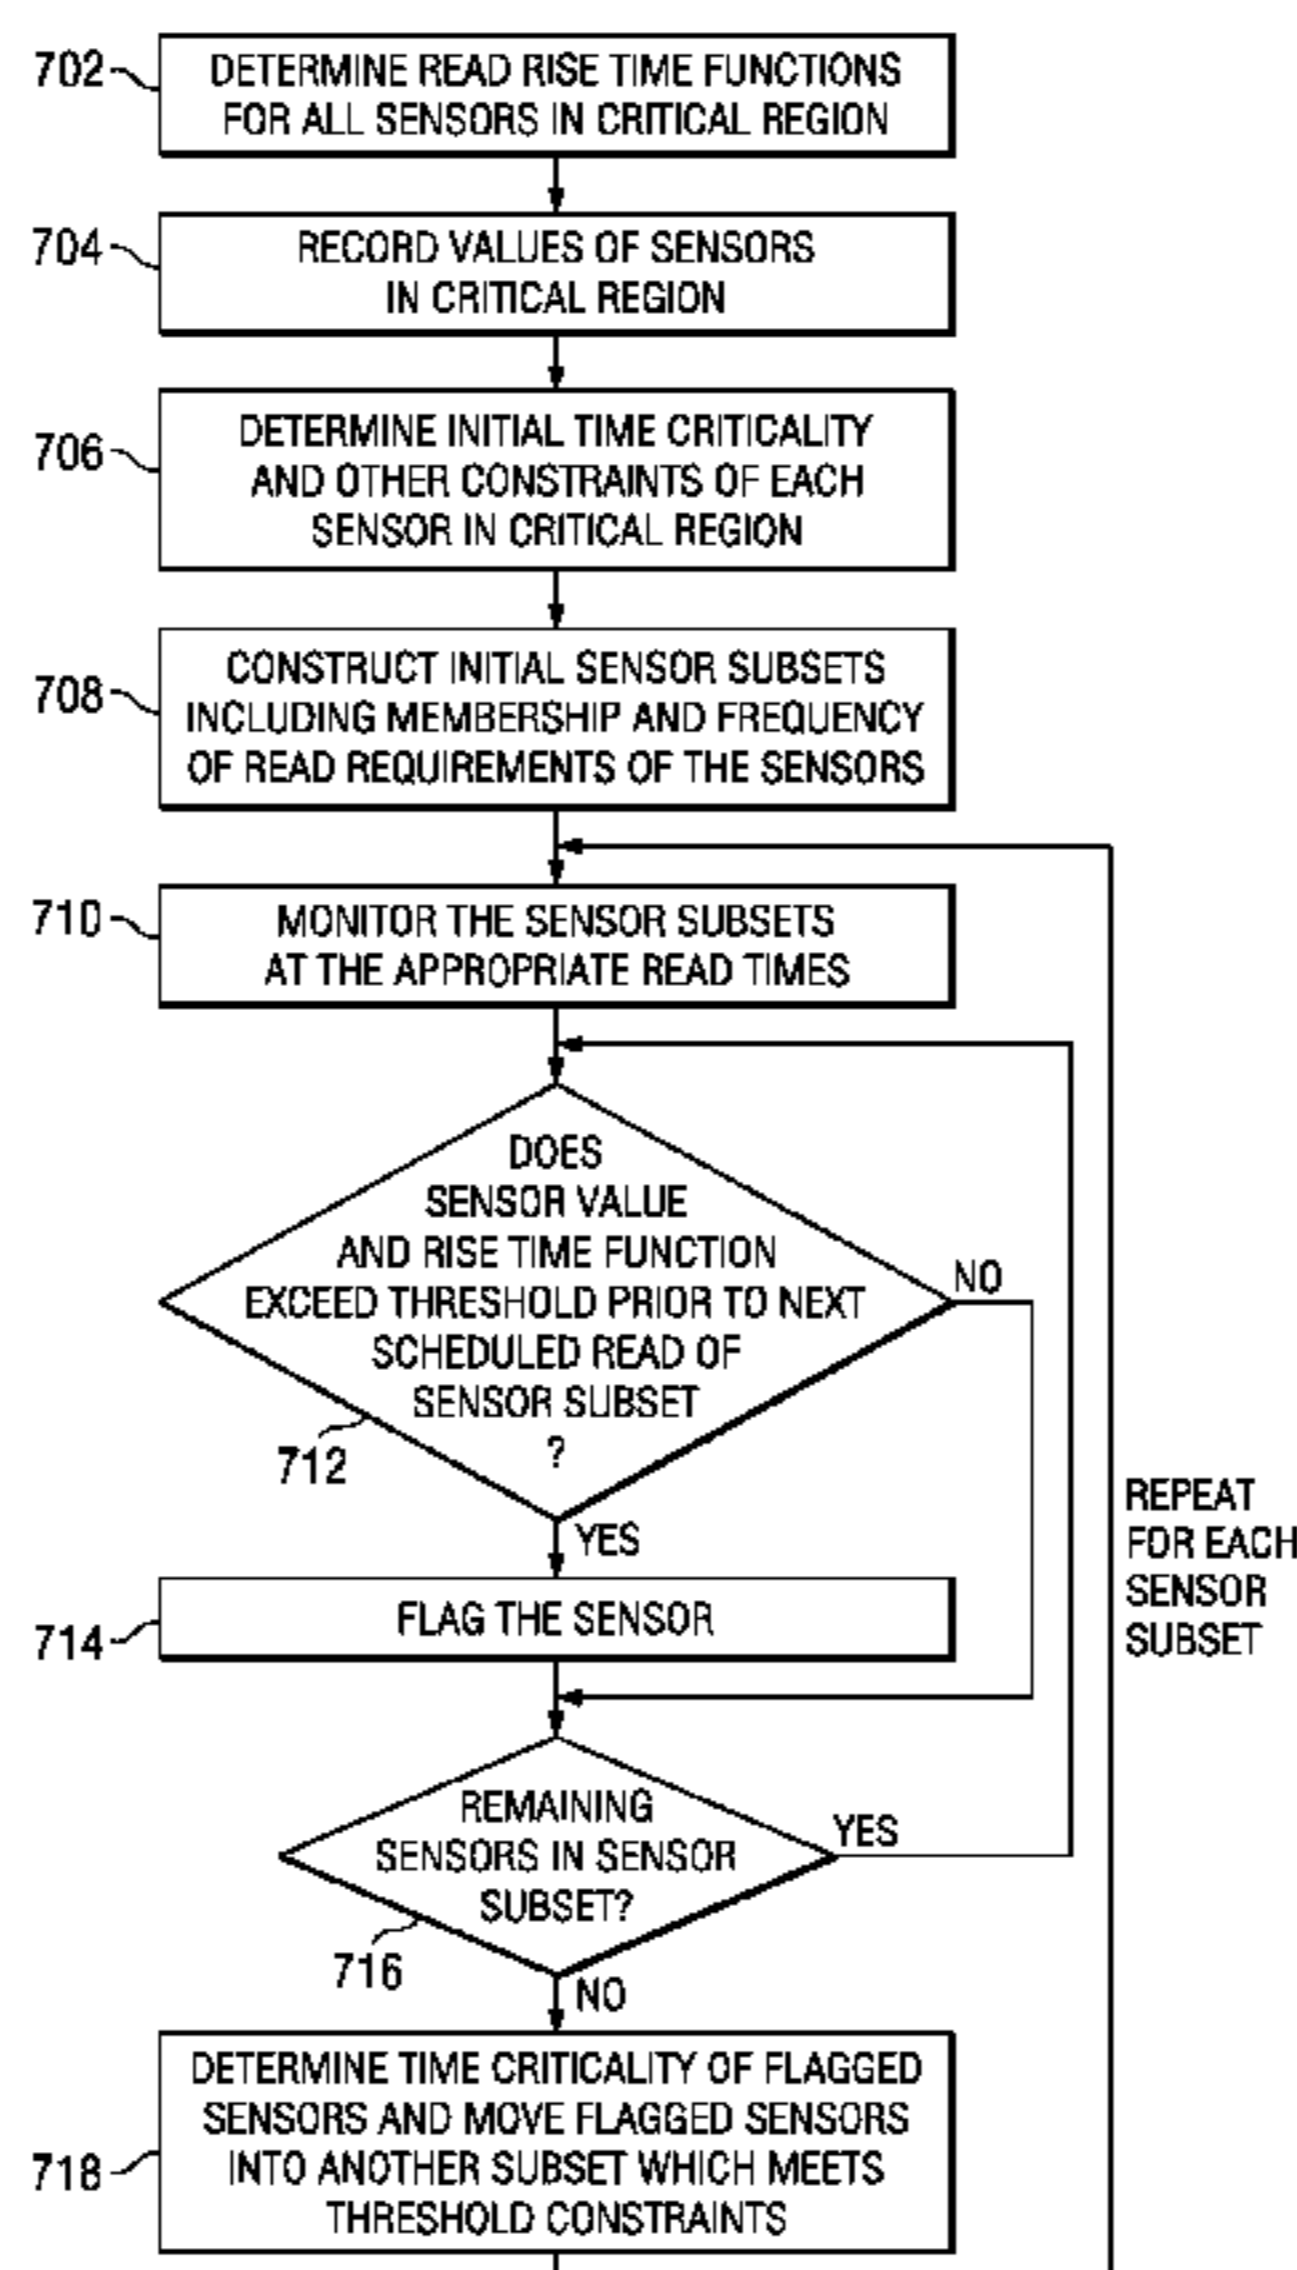 702
DETERMINE READ RISE TIME FUNCTIONS
FOR ALL SENSORS IN CRITICAL REGION
704
RECORD VALUES OF SENSORS
IN CRITICAL REGION
706
DETERMINE INITIAL TIME CRITICALITY
AND OTHER CONSTRAINTS OF EACH
SENSOR IN CRITICAL REGION
708
CONSTRUCT INITIAL SENSOR SUBSETS
INCLUDING MEMBERSHIP AND FREQUENCY
OF READ REQUIREMENTS OF THE SENSORS
710
MONITOR THE SENSOR SUBSETS
AT THE APPROPRIATE READ TIMES
DOES
SENSOR VALUE
AND RISE TIME FUNCTION
EXCEED THRESHOLD PRIOR TO NEXT
SCHEDULED READ OF
SENSOR SUBSET
?
712
NO
YES
REPEAT
FOR EACH
SENSOR
SUBSET
714
FLAG THE SENSOR
REMAINING
SENSORS IN SENSOR
SUBSET?
716
YES
NO
718
DETERMINE TIME CRITICALITY OF FLAGGED
SENSORS AND MOVE FLAGGED SENSORS
INTO ANOTHER SUBSET WHICH MEETS
THRESHOLD CONSTRAINTS